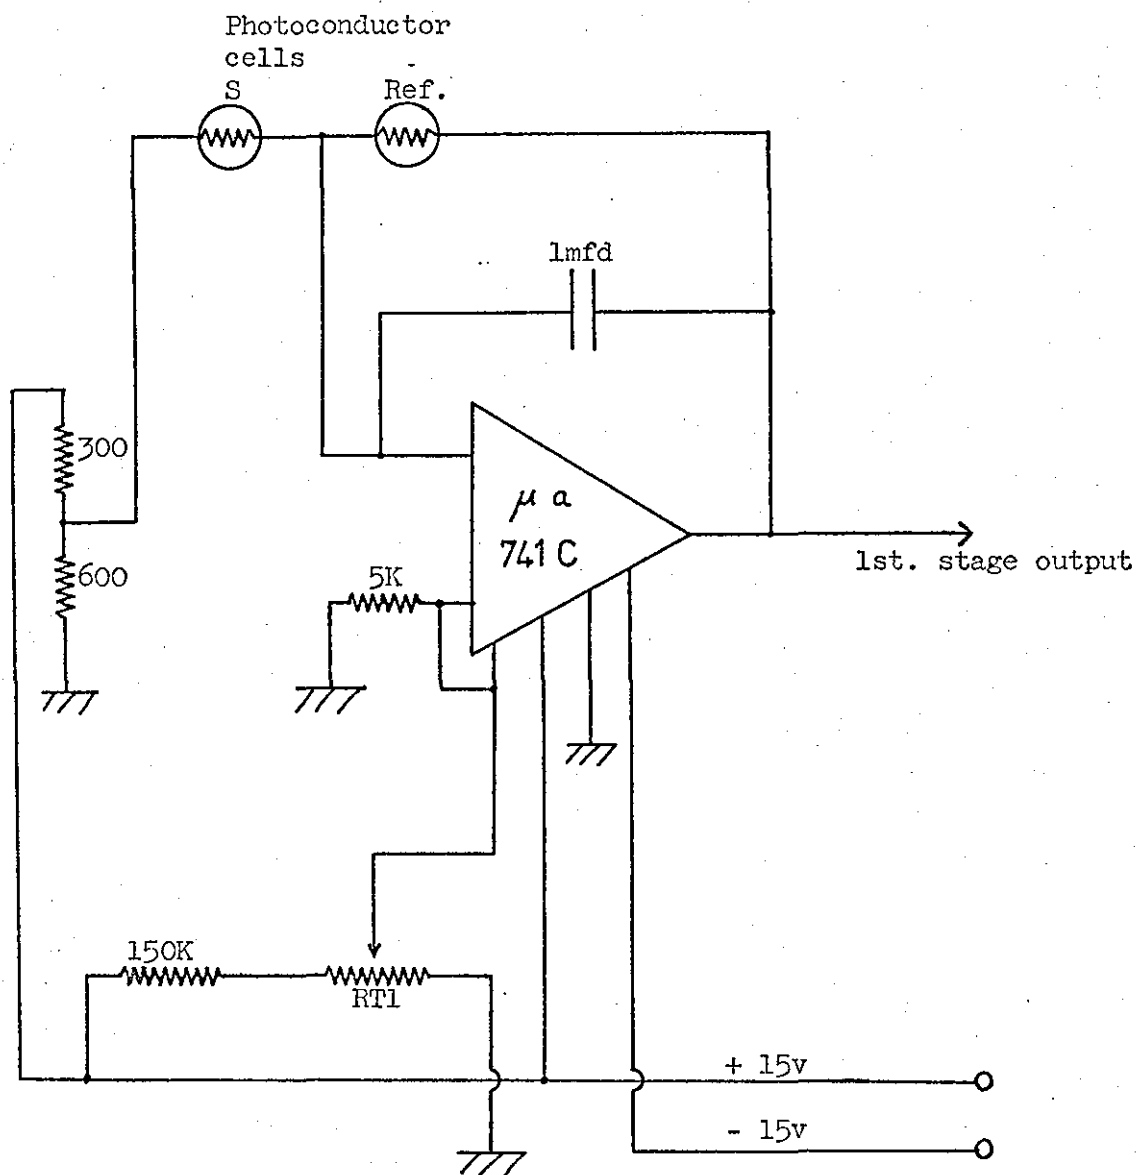 Photoconductor
cells
S
Ref.
1mfd
300
μ a
741 C
600
5K
1st. stage output
150K
RT1
+ 15v
- 15v